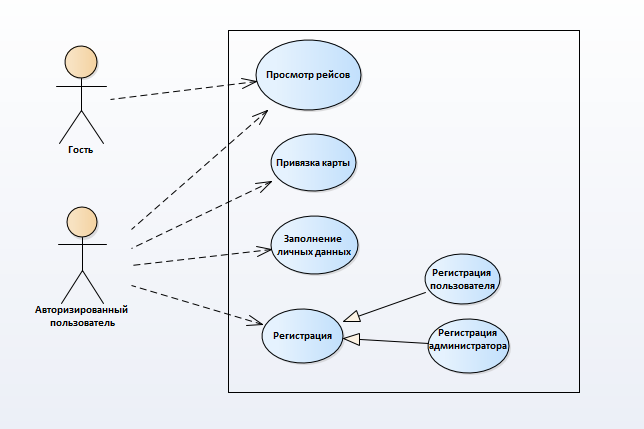 Просмотр рейсов
Гость
Привязка карты
Заполнение
личных данных
Авторизированный
пользователь
Регистрация
Регистрация
пользователя
Регистрация
администратора